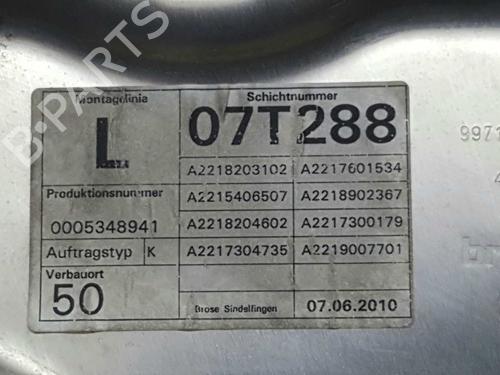 Montagelinia
Schichtnummer
L
07T288
A2218203102 A2217601534
Produktionsnummer
A2215406507 A2218902367
0005348941
A2218204602 A2217300179
Auftragstyp K
A2217304735 A2219007701
Verbauort
50
Brose Sindelfingen
07.06.2010
9971
B-PARTS